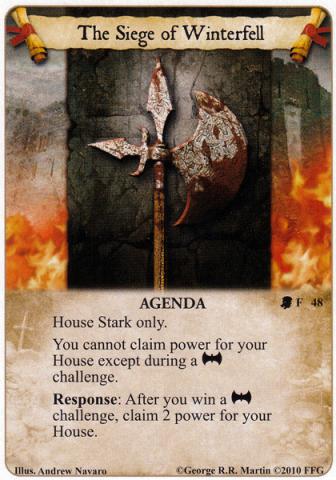 The Siege of Winterfell
AGENDA
F 48
House Stark only.
You cannot claim power for your
House except during a
challenge.
Response: After you win a
challenge, claim 2 power for your
House.
Illus. Andrew Navaro
©George R.R. Martin ©2010 FFG